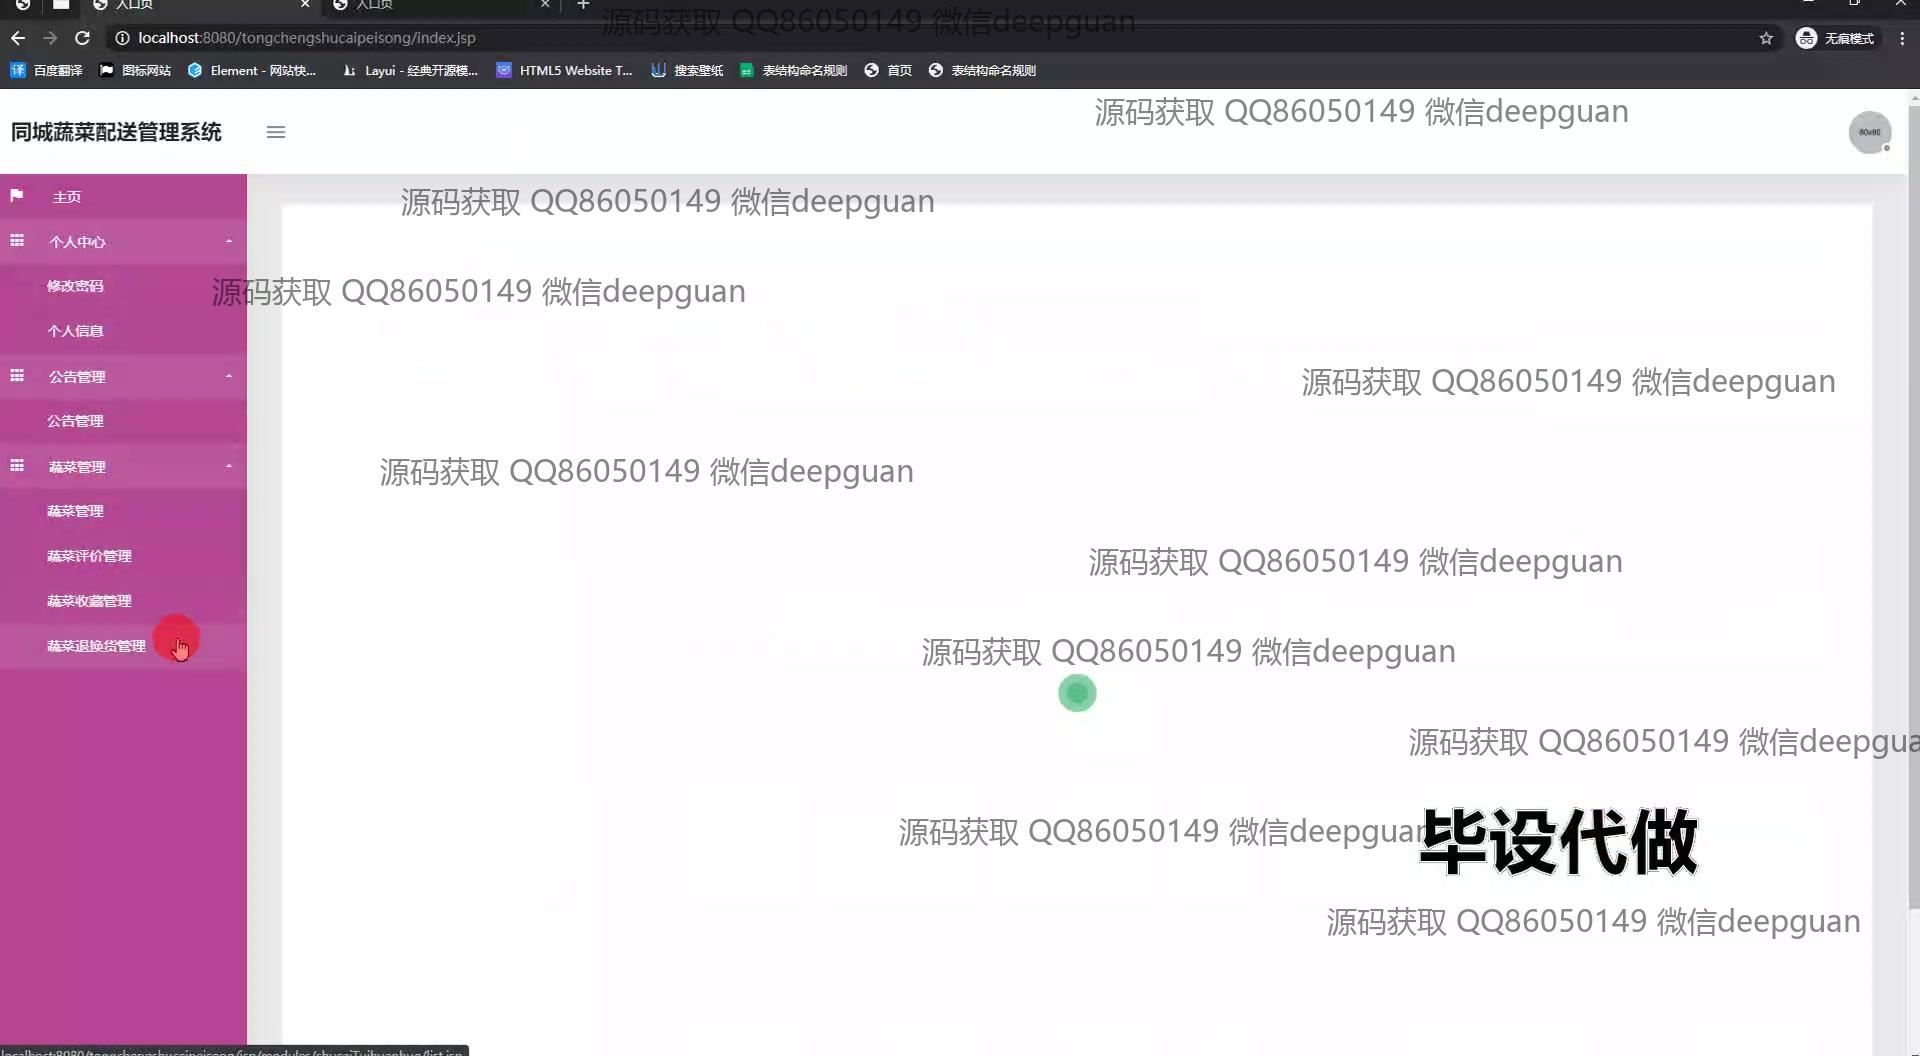 入口页
入口页
源码获取 QQ86050149 微信deepguan
localhost:8080/tongchengshucaipeisong/index.jsp
无痕模式
百度翻译 图标网站 Element - 网站快... Layui - 经典开源模... HTML5 Website T... 搜索壁纸 表结构命名规则 首页 表结构命名规则
源码获取 QQ86050149 微信deepguan
同城蔬菜配送管理系统
80x80
主页
源码获取 QQ86050149 微信deepguan
个人中心
修改密码
源码获取 QQ86050149 微信deepguan
个人信息
公告管理
源码获取 QQ86050149 微信deepguan
公告管理
蔬菜管理
源码获取 QQ86050149 微信deepguan
蔬菜管理
蔬菜评价管理
源码获取 QQ86050149 微信deepguan
蔬菜收藏管理
蔬菜退换货管理
源码获取 QQ86050149 微信deepguan
源码获取 QQ86050149 微信deepgua
源码获取 QQ86050149 微信deepguan
毕设代做
源码获取 QQ86050149 微信deepguan
localhost:8080/tongchengshucaipeisong/jsp/modules/shucaiTuihuanhuo/list.jsp